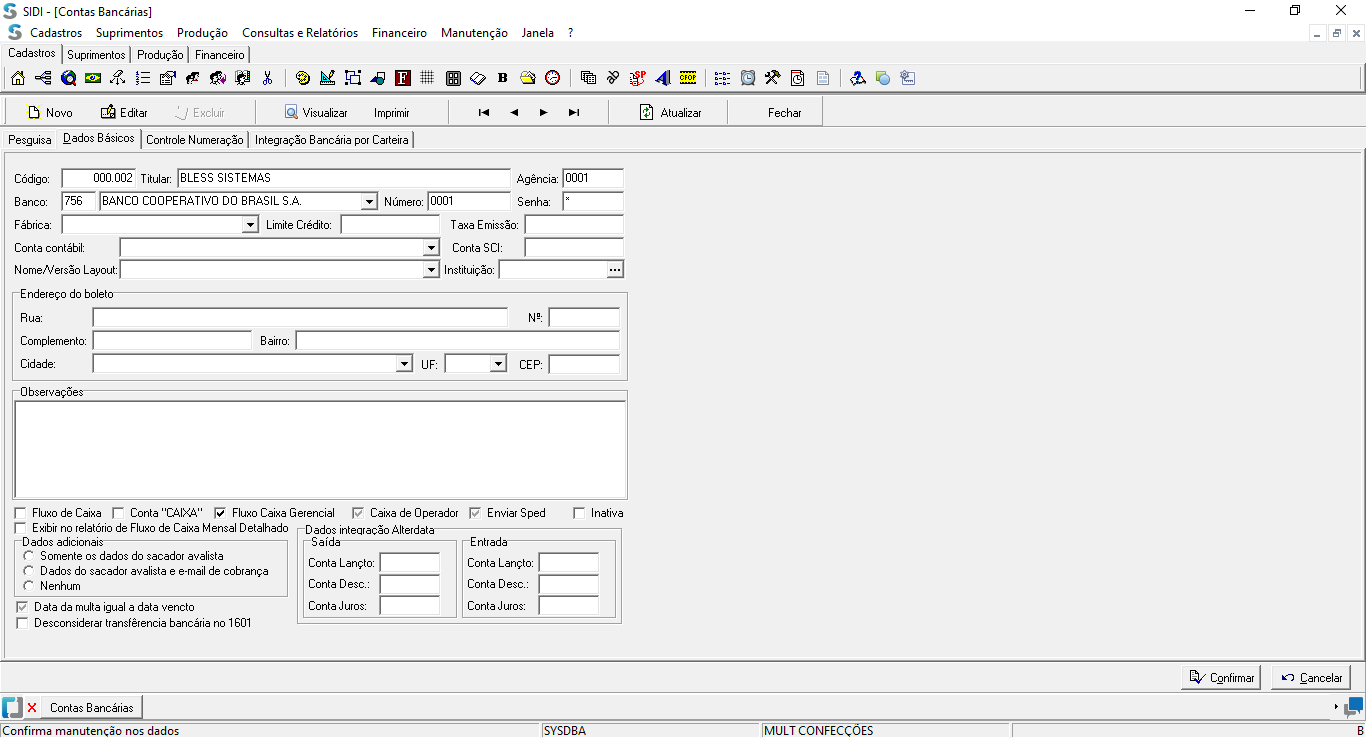 SIDI - [Contas Bancárias]
Cadastros Suprimentos Produção Consultas e Relatórios Financeiro Manutenção Janela ?
Cadastros Suprimentos Produção Financeiro
F B SP CFOP
Novo Editar Excluir Visualizar Imprimir Atualizar Fechar
Pesquisa Dados Básicos Controle Numeração Integração Bancária por Carteira
Código: 000.002 Titular: BLESS SISTEMAS Agência: 0001
Banco: 756 BANCO COOPERATIVO DO BRASIL S.A. Número: 0001 Senha: *
Fábrica: Limite Crédito: Taxa Emissão:
Conta contábil: Conta SCI:
Nome/Versão Layout: Instituição: ...
Endereço do boleto
Rua: Nº:
Complemento: Bairro:
Cidade: UF: CEP:
Observações
Fluxo de Caixa Conta "CAIXA" Fluxo Caixa Gerencial Caixa de Operador Enviar Sped Inativa
Exibir no relatório de Fluxo de Caixa Mensal Detalhado
Dados integração Alterdata
Dados adicionais
Somente os dados do sacador avalista
Dados do sacador avalista e e-mail de cobrança
Nenhum
Saída Entrada
Conta Lançto: Conta Lançto:
Conta Desc.: Conta Desc.:
Conta Juros: Conta Juros:
Data da multa igual a data vencto
Desconsiderar transfêrencia bancária no 1601
Confirmar Cancelar
Contas Bancárias
Confirma manutenção nos dados SYSDBA MULT CONFECÇÕES B